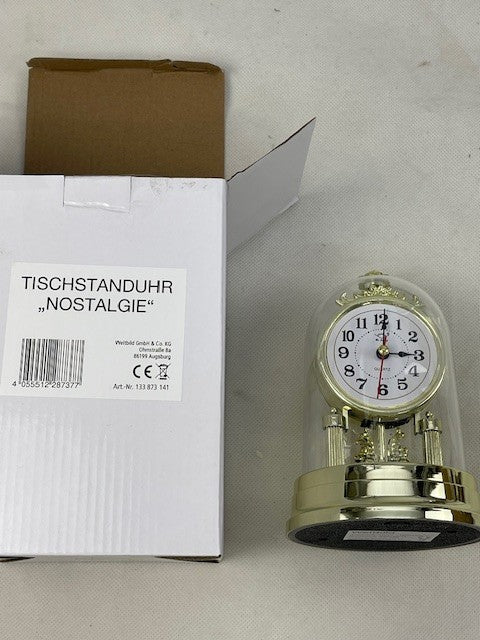 TISCHSTANDUHR
„NOSTALGIE“
Weltbild GmbH & Co. KG
Ohmstraße 8a
86199 Augsburg
4 055512 287377
CE
Art.-Nr. 133 873 141
12
1
2
3
4
5
6
7
8
9
10
11
QUARTZ